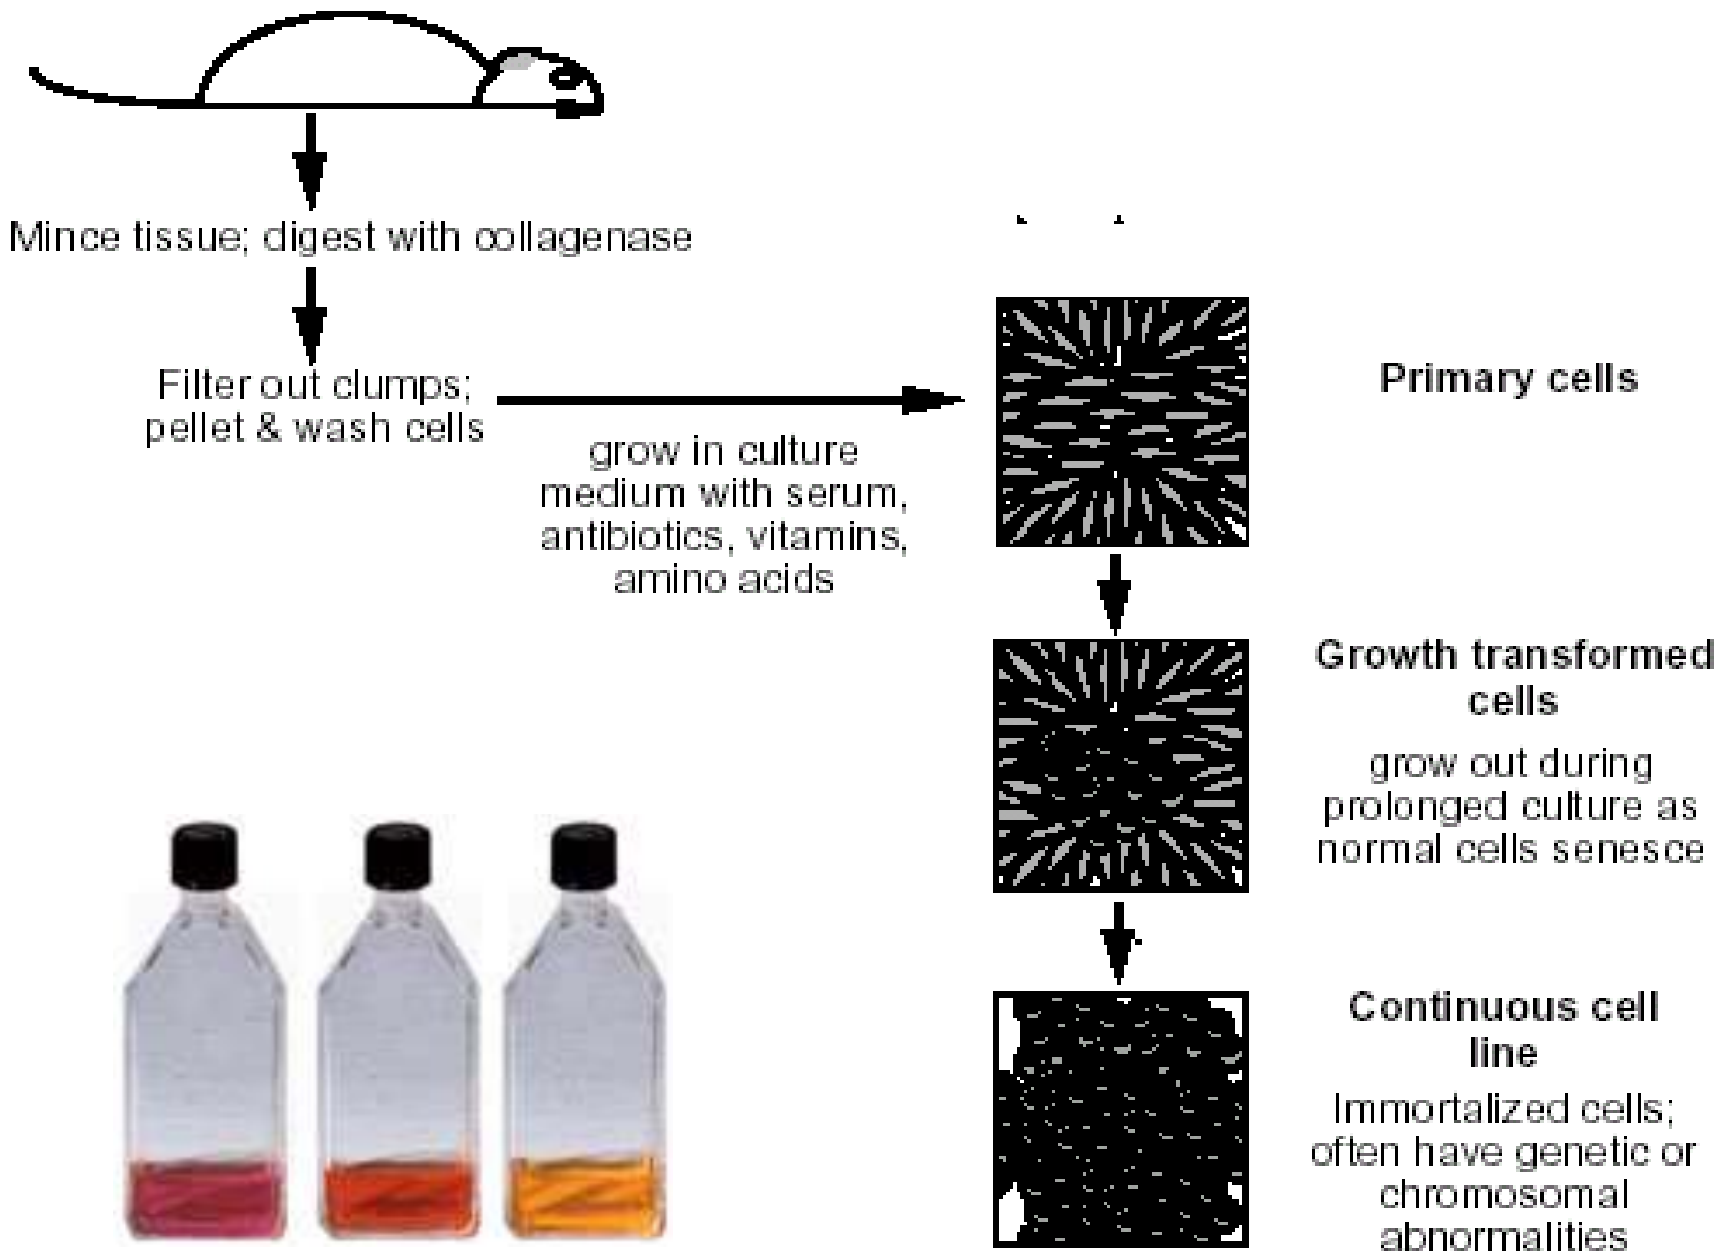 Mince tissue; digest with collagenase
Filter out clumps;
pellet & wash cells
grow in culture
medium with serum,
antibiotics, vitamins,
amino acids
Primary cells
Growth transformed
cells
grow out during
prolonged culture as
normal cells senesce
Continuous cell
line
Immortalized cells;
often have genetic or
chromosomal
abnormalities